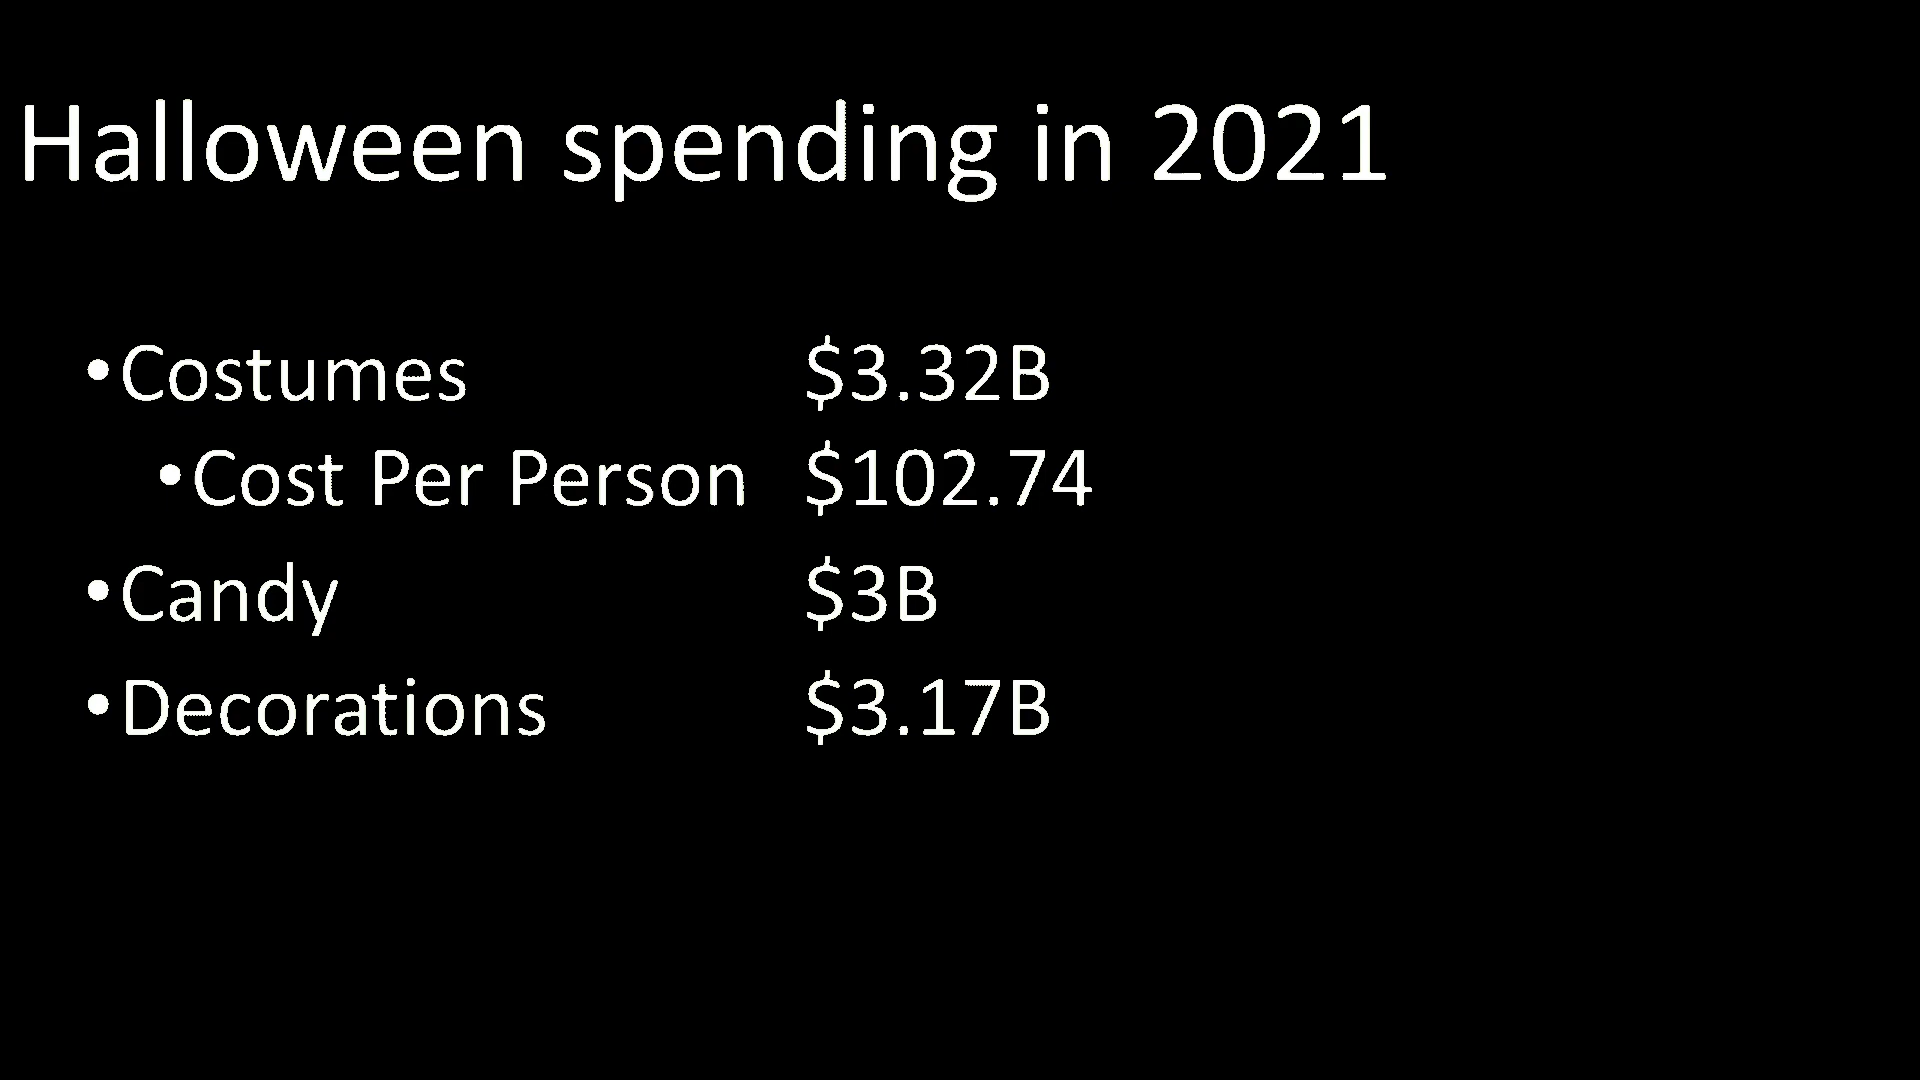 Halloween spending in 2021
•Costumes $3.32B
•Cost Per Person $102.74
•Candy $3B
•Decorations $3.17B